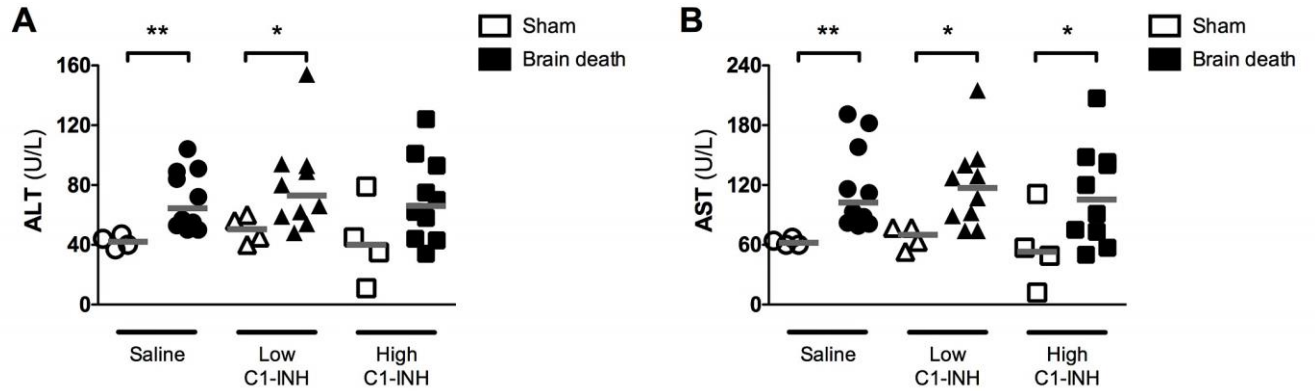 A
ALT (U/L)
160
120
80
40
0
**
*
Sham
Brain death
Saline
Low
C1-INH
High
C1-INH
B
AST (U/L)
240
180
120
60
0
**
*
*
Sham
Brain death
Saline
Low
C1-INH
High
C1-INH